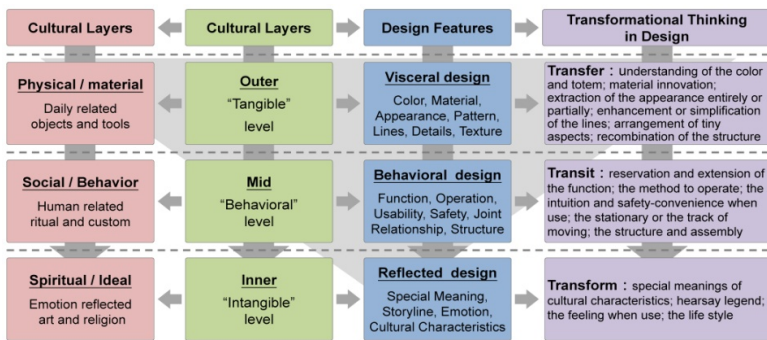 Cultural Layers
Cultural Layers
Design Features
Transformational Thinking
in Design
Physical / material
Daily related
objects and tools
Outer
“Tangible”
level
Visceral design
Color, Material,
Appearance, Pattern,
Lines, Details, Texture
Transfer : understanding of the color
and totem; material innovation;
extraction of the appearance entirely or
partially; enhancement or simplification
of the lines; arrangement of tiny
aspects; recombination of the structure
Social / Behavior
Human related
ritual and custom
Mid
“Behavioral”
level
Behavioral design
Function, Operation,
Usability, Safety, Joint
Relationship, Structure
Transit : reservation and extension of
the function; the method to operate; the
intuition and safety-convenience when
use; the stationary or the track of
moving; the structure and assembly
Spiritual / Ideal
Emotion reflected
art and religion
Inner
“Intangible”
level
Reflected design
Special Meaning,
Storyline, Emotion,
Cultural Characteristics
Transform : special meanings of
cultural characteristics; hearsay legend;
the feeling when use; the life style